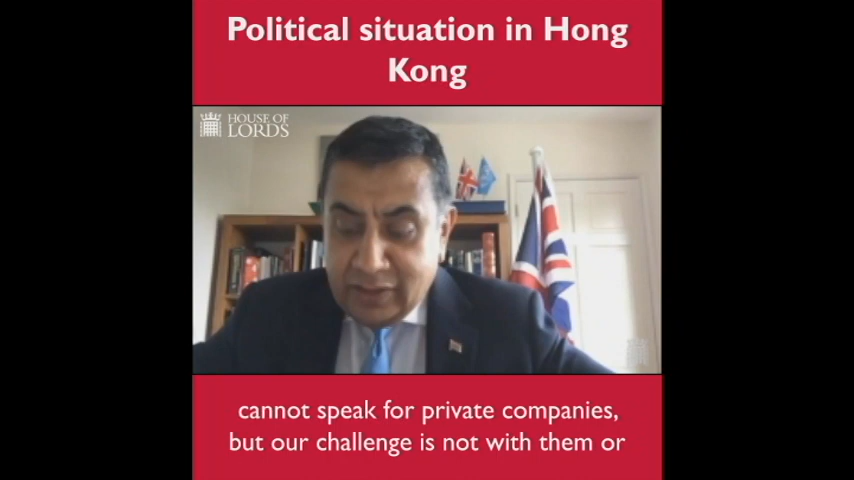 Political situation in Hong
Kong
HOUSE OF
LORDS
cannot speak for private companies,
but our challenge is not with them or